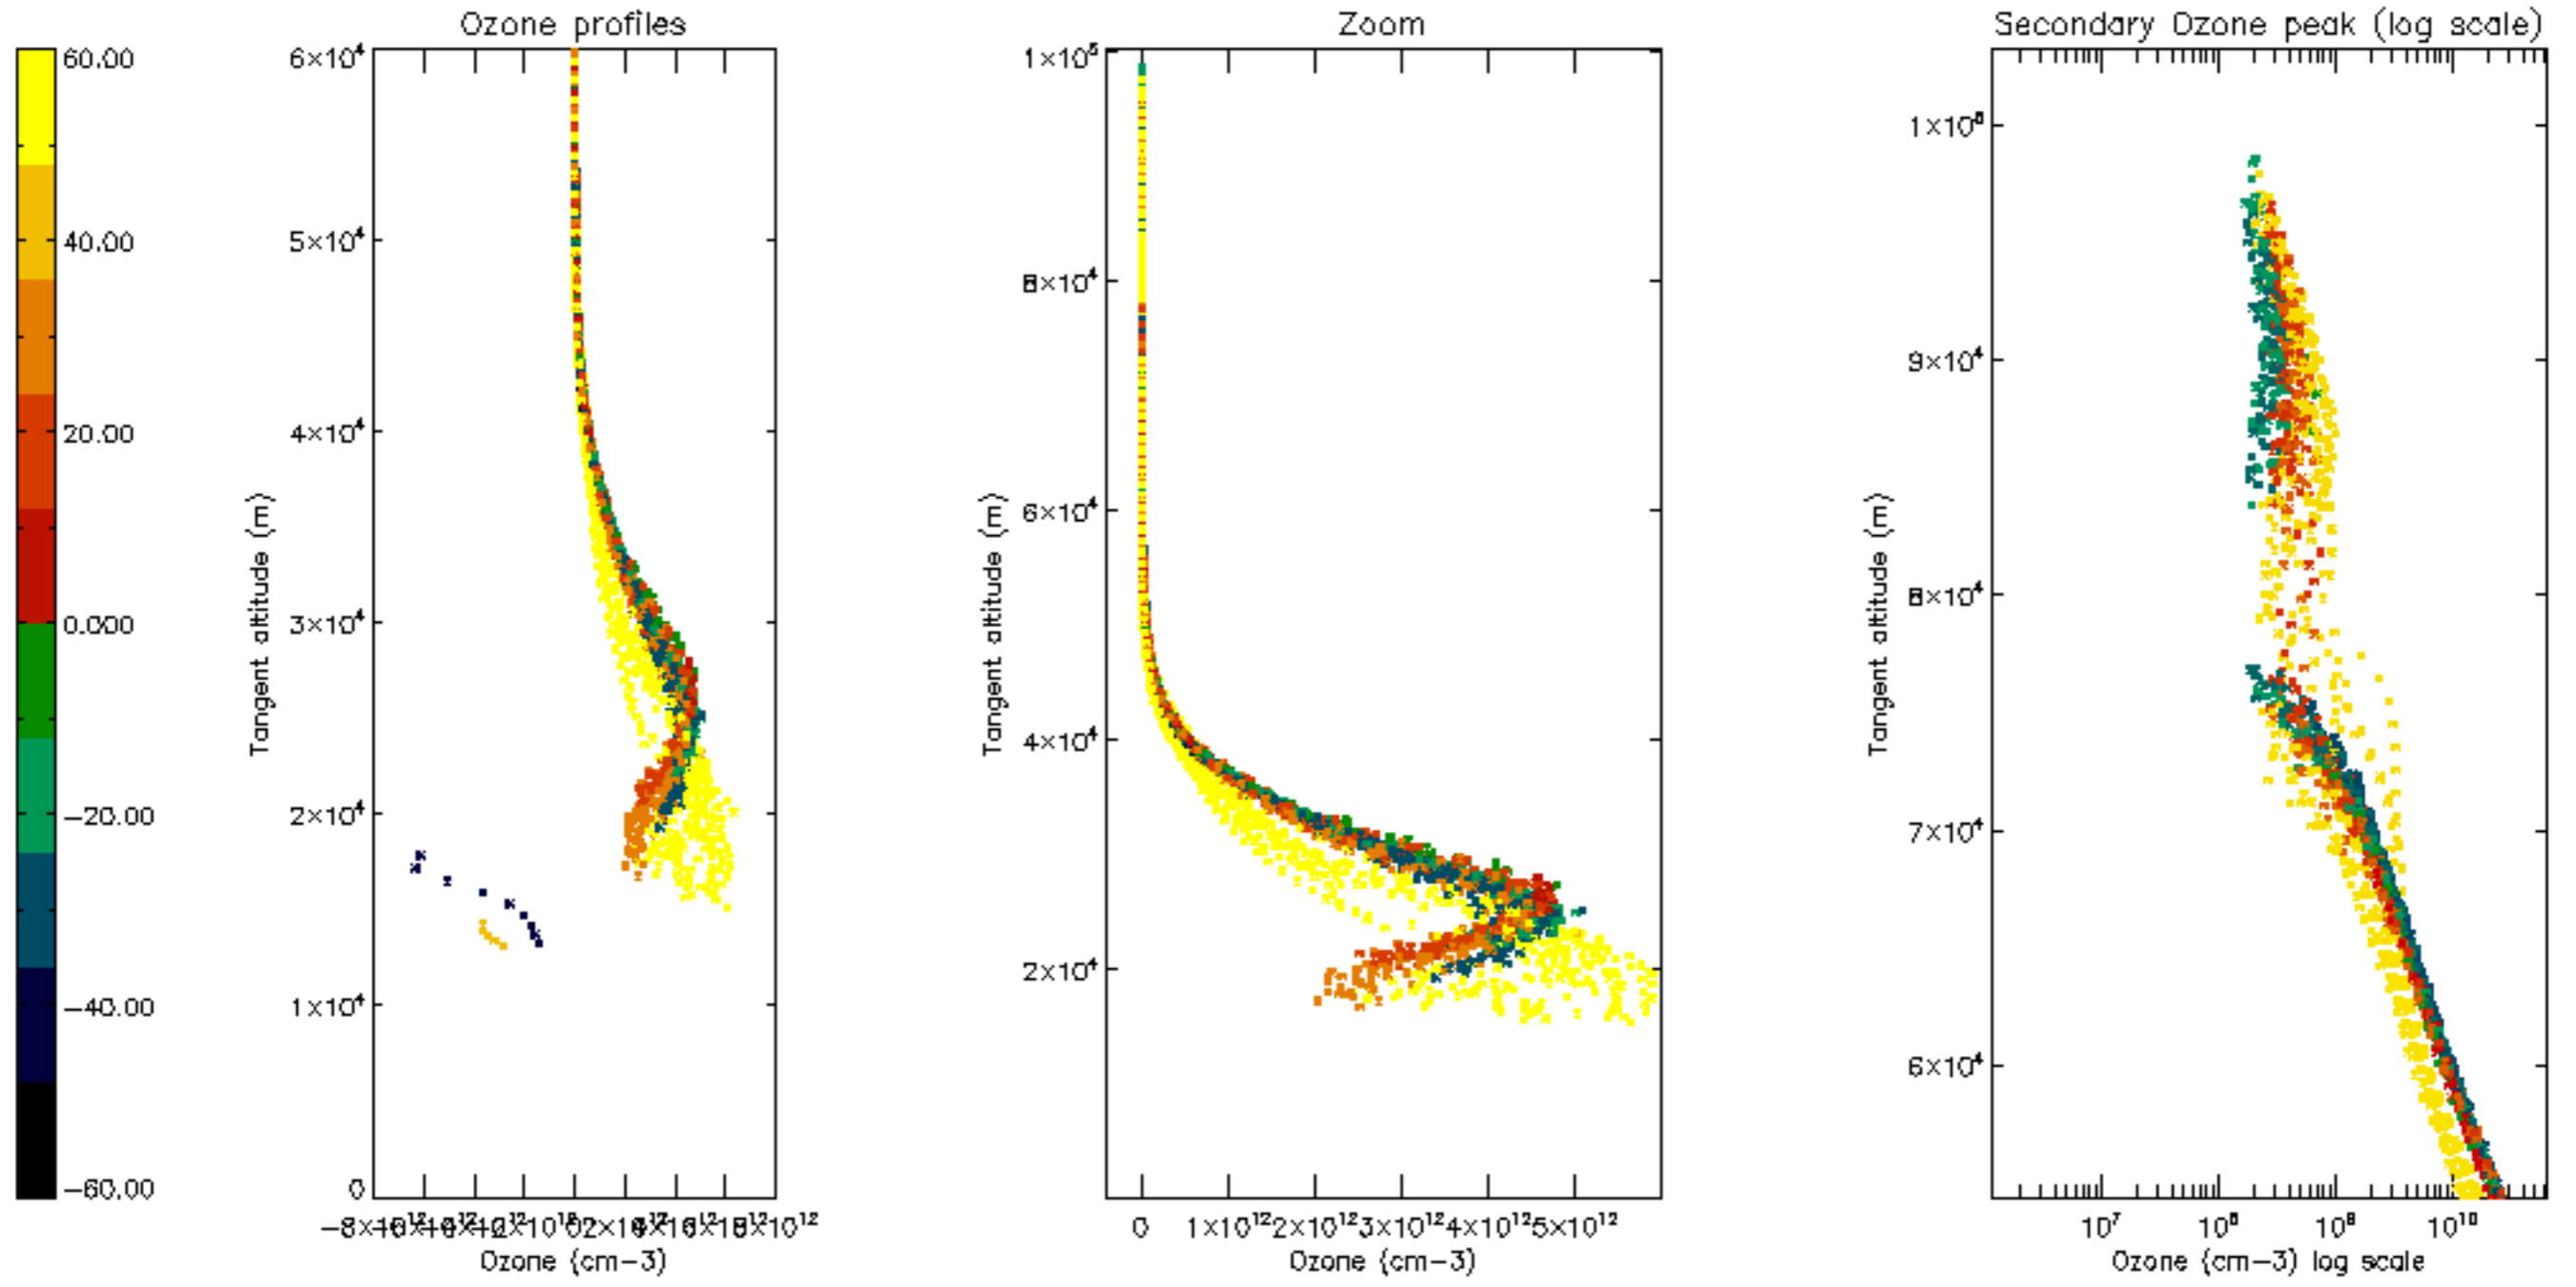 Ozone profiles
Zoom
Secondary Ozone peak (log scale)
60.00
40.00
20.00
0.000
−20.00
−40.00
−60.00
6×10⁴
5×10⁴
4×10⁴
3×10⁴
2×10⁴
1×10⁴
0
Tangent altitude (m)
Ozone (cm−3)
1×10⁵
8×10⁴
6×10⁴
4×10⁴
2×10⁴
Tangent altitude (m)
0 1×10¹² 2×10¹² 3×10¹² 4×10¹² 5×10¹²
Ozone (cm−3)
1×10⁵
9×10⁴
8×10⁴
7×10⁴
6×10⁴
Tangent altitude (m)
10⁷ 10⁸ 10⁹ 10¹⁰
Ozone (cm−3) log scale